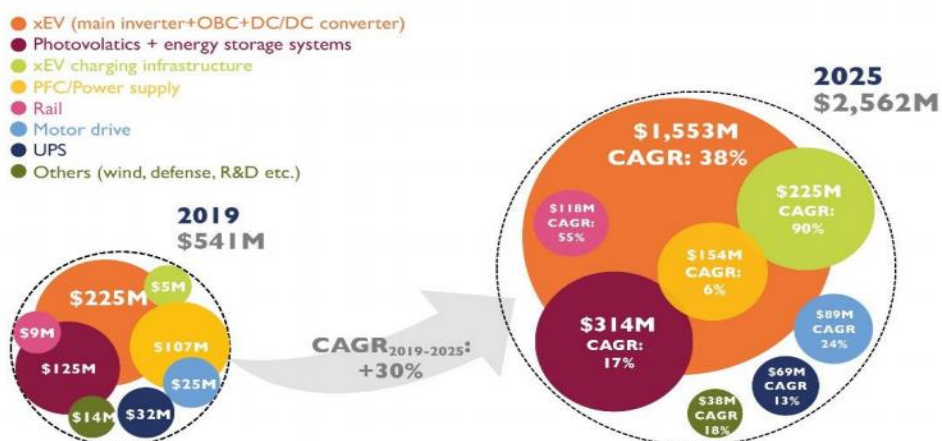 xEV (main inverter+OBC+DC/DC converter)
Photovolatics + energy storage systems
xEV charging infrastructure
PFC/Power supply
Rail
Motor drive
UPS
Others (wind, defense, R&D etc.)
2019
$541M
$225M
$5M
$9M
$107M
$125M
$25M
$14M
$32M
CAGR2019-2025:
+30%
2025
$2,562M
$1,553M
CAGR: 38%
$225M
CAGR:
90%
$118M
CAGR:
55%
$154M
CAGR:
6%
$314M
CAGR:
17%
$89M
CAGR
24%
$69M
CAGR
13%
$38M
CAGR
18%